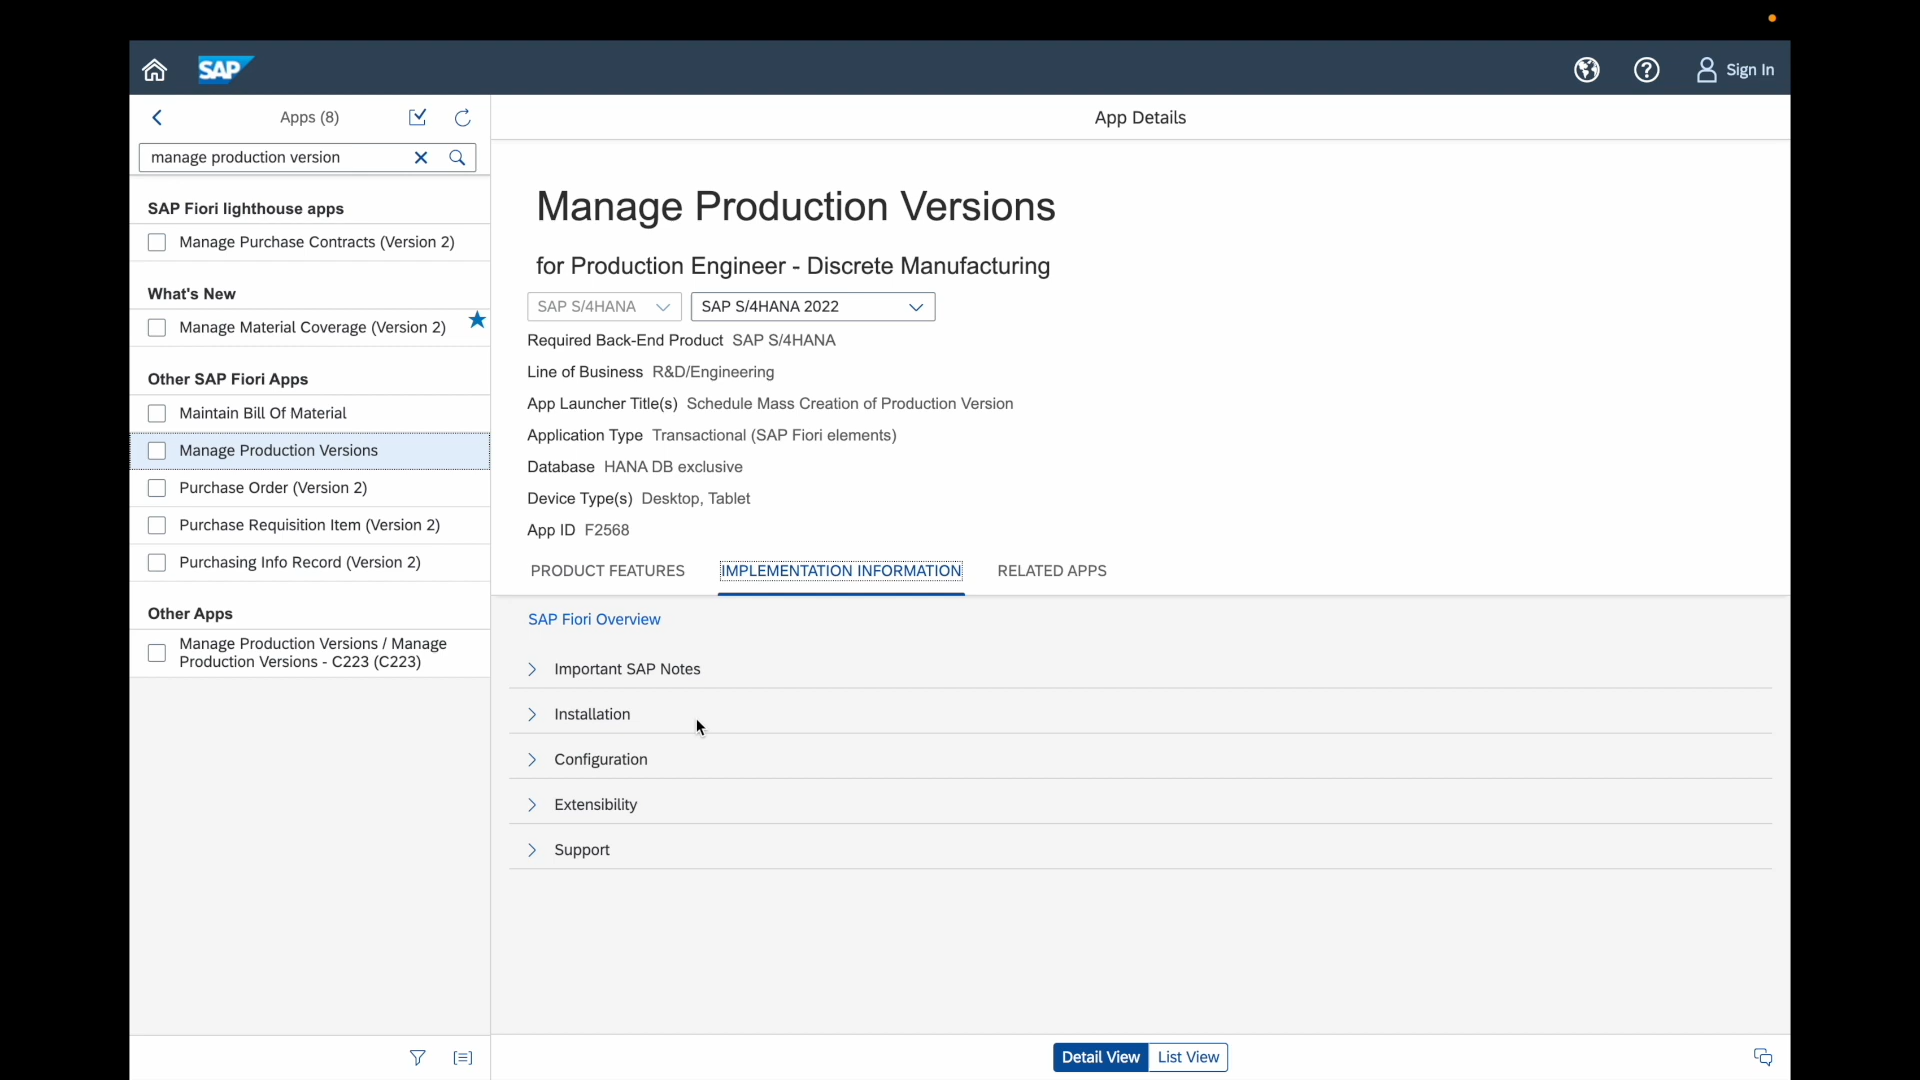 SAP
Sign In
Apps (8)
manage production version
SAP Fiori lighthouse apps
Manage Purchase Contracts (Version 2)
What's New
Manage Material Coverage (Version 2)
Other SAP Fiori Apps
Maintain Bill Of Material
Manage Production Versions
Purchase Order (Version 2)
Purchase Requisition Item (Version 2)
Purchasing Info Record (Version 2)
Other Apps
Manage Production Versions / Manage
Production Versions - C223 (C223)
App Details
Manage Production Versions
for Production Engineer - Discrete Manufacturing
SAP S/4HANA
SAP S/4HANA 2022
Required Back-End Product SAP S/4HANA
Line of Business R&D/Engineering
App Launcher Title(s) Schedule Mass Creation of Production Version
Application Type Transactional (SAP Fiori elements)
Database HANA DB exclusive
Device Type(s) Desktop, Tablet
App ID F2568
PRODUCT FEATURES
IMPLEMENTATION INFORMATION
RELATED APPS
SAP Fiori Overview
Important SAP Notes
Installation
Configuration
Extensibility
Support
Detail View
List View